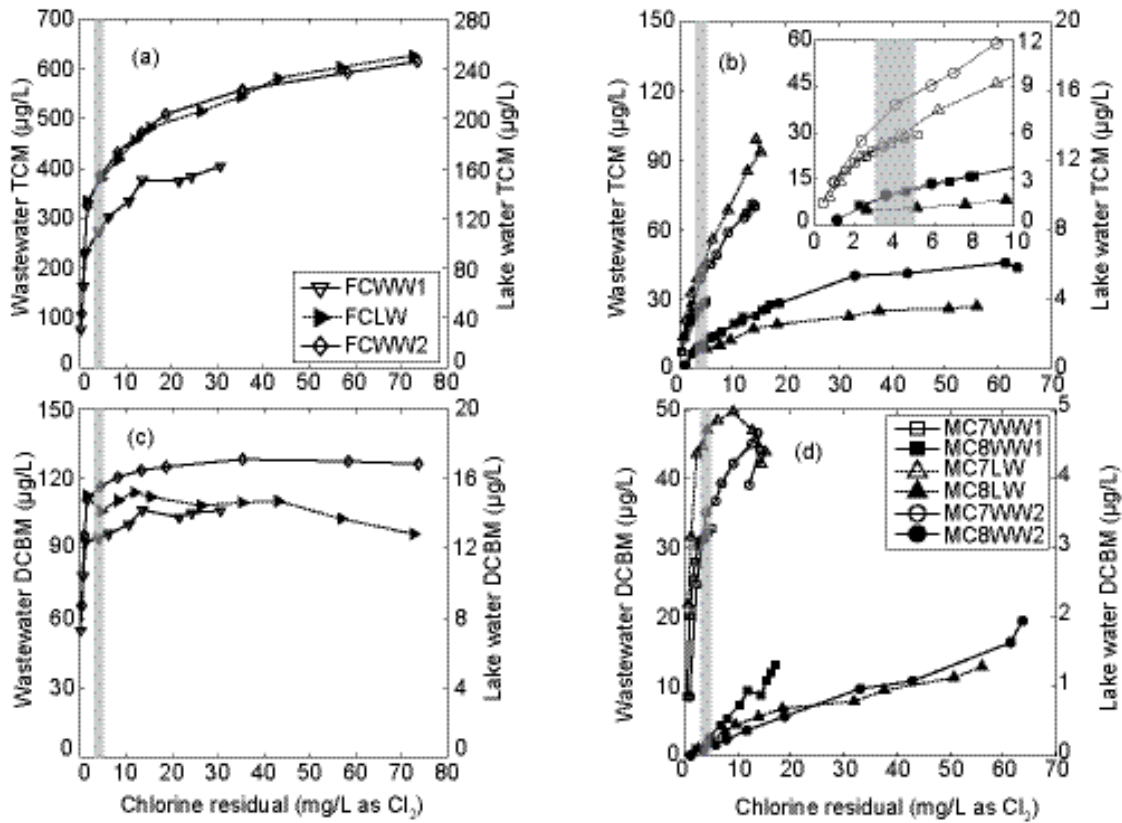 (a)
Wastewater TCM (µg/L)
700
600
500
400
300
200
100
0
Lake water TCM (µg/L)
280
240
200
160
120
80
40
0
0 10 20 30 40 50 60 70 80
FCWW1
FCLW
FCWW2
(b)
Wastewater TCM (µg/L)
150
120
90
60
30
0
Lake water TCM (µg/L)
20
16
12
8
4
0
0 10 20 30 40 50 60 70
60
45
30
15
0
12
9
6
3
0
0 2 4 6 8 10
(c)
Wastewater DCBM (µg/L)
150
120
90
60
30
0
Lake water DCBM (µg/L)
20
16
12
8
4
0
0 10 20 30 40 50 60 70 80
Chlorine residual (mg/L as Cl₂)
(d)
Wastewater DCBM (µg/L)
50
40
30
20
10
0
Lake water DCBM (µg/L)
5
4
3
2
1
0
0 10 20 30 40 50 60 70
Chlorine residual (mg/L as Cl₂)
MC7WW1
MC8WW1
MC7LW
MC8LW
MC7WW2
MC8WW2